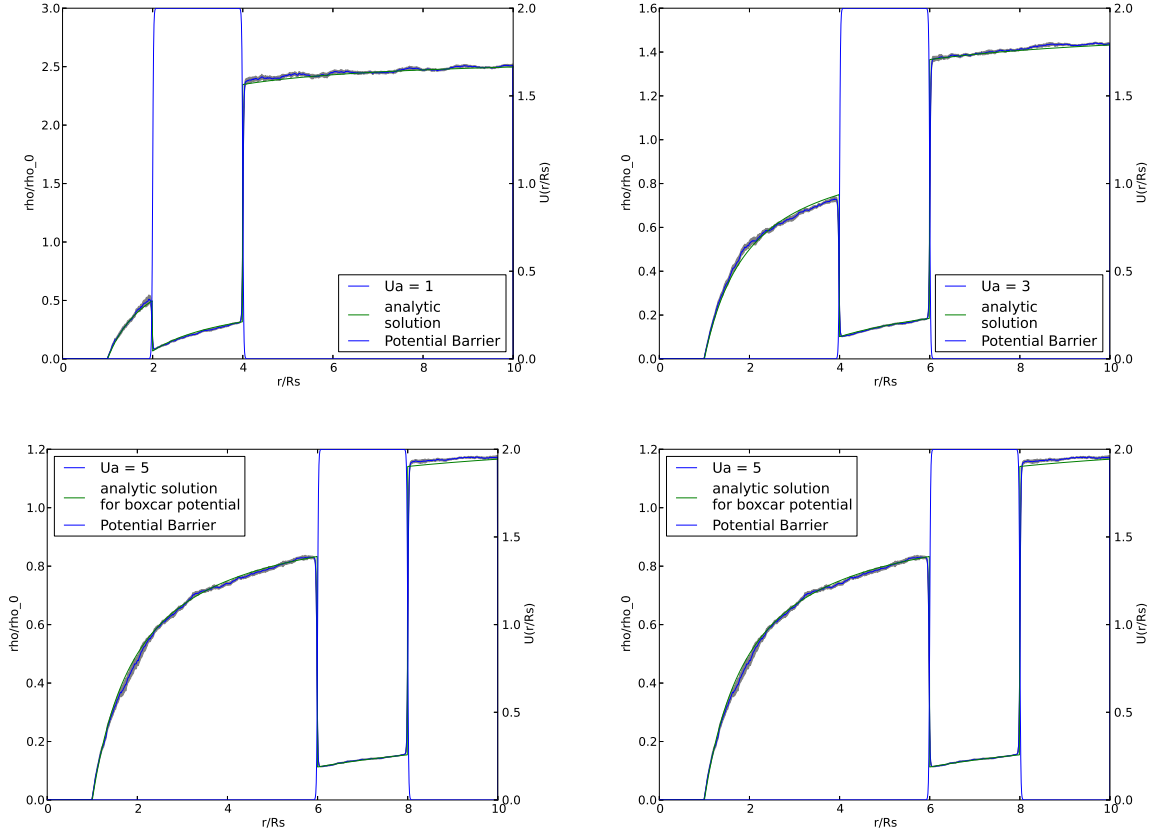 3.0
2.5
2.0
1.5
1.0
0.5
0.0
rho/rho_0
0 2 4 6 8 10
r/Rs
2.0
1.5
1.0
0.5
0.0
U(r/Rs)
Ua = 1
analytic
solution
Potential Barrier
1.6
1.4
1.2
1.0
0.8
0.6
0.4
0.2
0.0
rho/rho_0
0 2 4 6 8 10
r/Rs
2.0
1.5
1.0
0.5
0.0
U(r/Rs)
Ua = 3
analytic
solution
Potential Barrier
1.2
1.0
0.8
0.6
0.4
0.2
0.0
rho/rho_0
0 2 4 6 8 10
r/Rs
2.0
1.5
1.0
0.5
0.0
U(r/Rs)
Ua = 5
analytic solution
for boxcar potential
Potential Barrier
1.2
1.0
0.8
0.6
0.4
0.2
0.0
rho/rho_0
0 2 4 6 8 10
r/Rs
2.0
1.5
1.0
0.5
0.0
U(r/Rs)
Ua = 5
analytic solution
for boxcar potential
Potential Barrier